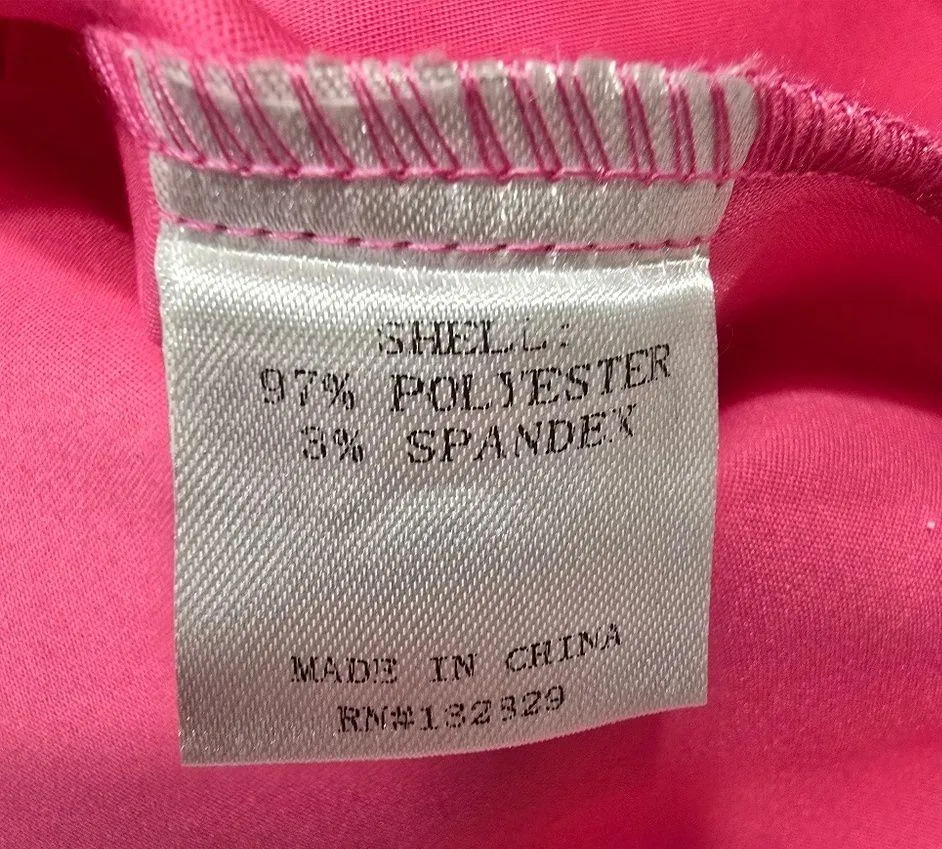 SHELL:
97% POLYESTER
3% SPANDEX
MADE IN CHINA
RN#132329